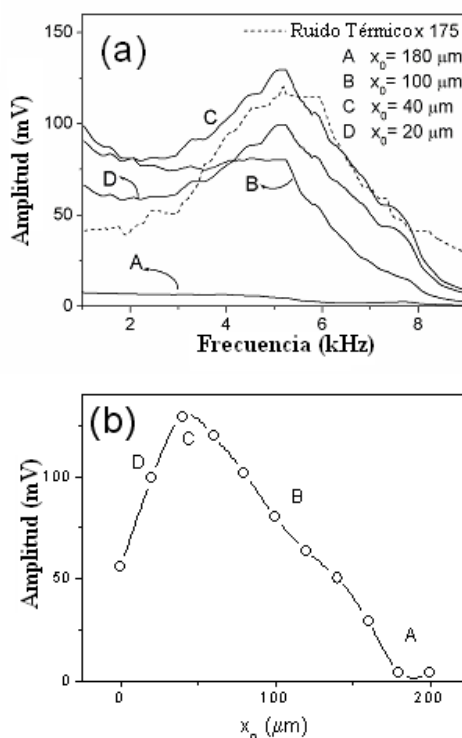 (a)
Ruido Térmico x 175
A x₀= 180 μm
B x₀= 100 μm
C x₀= 40 μm
D x₀= 20 μm
150
100
50
0
Amplitud (mV)
C
D
B
A
2 4 6 8
Frecuencia (kHz)
(b)
100
50
0
Amplitud (mV)
D
C
B
A
0 100 200
x₀ (μm)